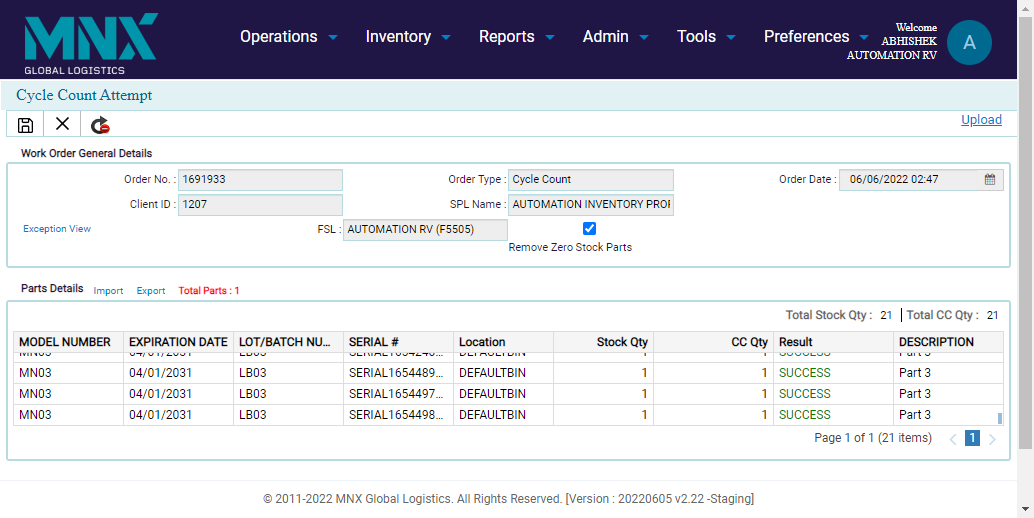 MNX
GLOBAL LOGISTICS
Operations Inventory Reports Admin Tools Preferences
Welcome
ABHISHEK
AUTOMATION RV
A
Cycle Count Attempt
Upload
Work Order General Details
Order No. : 1691933 Order Type : Cycle Count Order Date : 06/06/2022 02:47
Client ID : 1207 SPL Name : AUTOMATION INVENTORY PROF
Exception View FSL : AUTOMATION RV (F5505)
Remove Zero Stock Parts
Parts Details Import Export Total Parts : 1
Total Stock Qty : 21 Total CC Qty : 21
MODEL NUMBER EXPIRATION DATE LOT/BATCH NU... SERIAL # Location Stock Qty CC Qty Result DESCRIPTION
MN03 04/01/2031 LB03 DEFAULTBIN 1 1 SUCCESS Part 3
MN03 04/01/2031 LB03 SERIAL1654489... DEFAULTBIN 1 1 SUCCESS Part 3
MN03 04/01/2031 LB03 SERIAL1654497... DEFAULTBIN 1 1 SUCCESS Part 3
MN03 04/01/2031 LB03 SERIAL1654498... DEFAULTBIN 1 1 SUCCESS Part 3
Page 1 of 1 (21 items) 1
© 2011-2022 MNX Global Logistics. All Rights Reserved. [Version : 20220605 v2.22 -Staging]